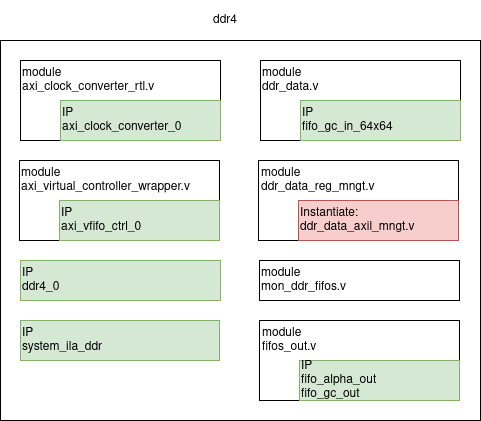 ddr4
module
axi_clock_converter_rtl.v
IP
axi_clock_converter_0
module
axi_virtual_controller_wrapper.v
IP
axi_vfifo_ctrl_0
IP
ddr4_0
IP
system_ila_ddr
module
ddr_data.v
IP
fifo_gc_in_64x64
module
ddr_data_reg_mngt.v
Instantiate:
ddr_data_axil_mngt.v
module
mon_ddr_fifos.v
module
fifos_out.v
IP
fifo_alpha_out
fifo_gc_out